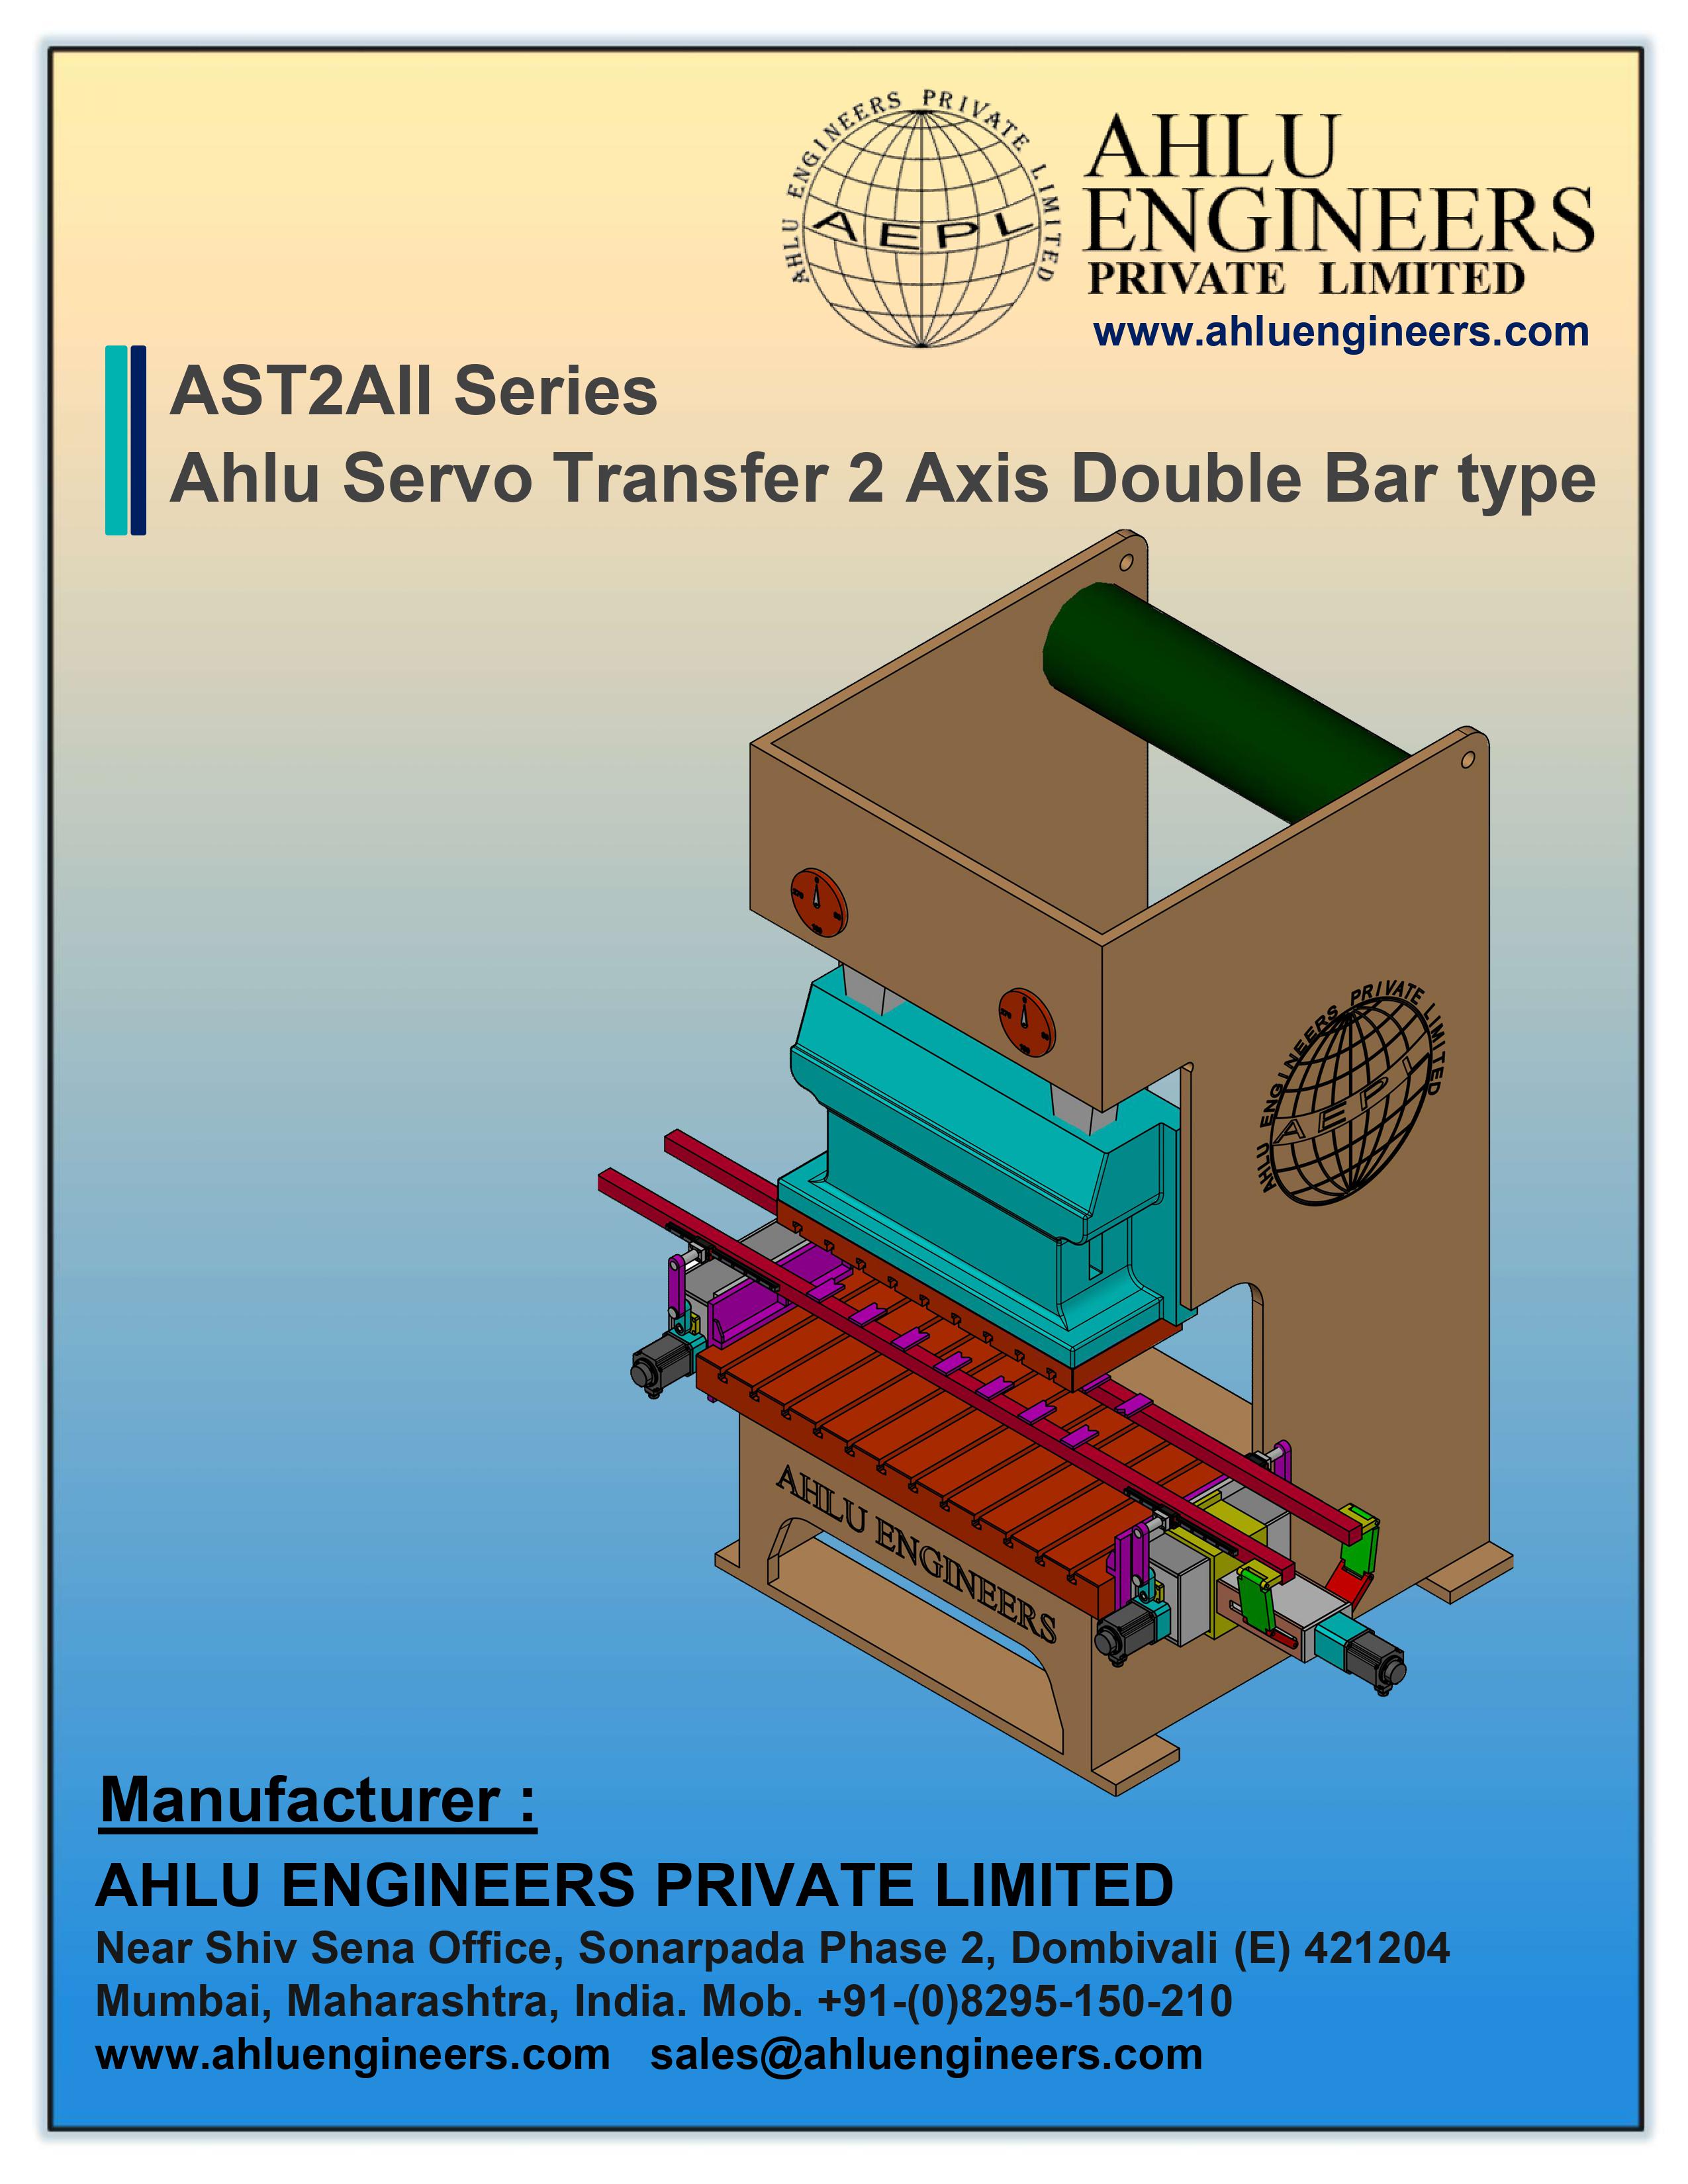 AHLU ENGINEERS PRIVATE LIMITED
AEPL
AHLU
ENGINEERS
PRIVATE LIMITED
www.ahluengineers.com
AST2AII Series
Ahlu Servo Transfer 2 Axis Double Bar type
AHLU ENGINEERS PRIVATE LIMITED
AEPL
AHLU ENGINEERS
Manufacturer :
AHLU ENGINEERS PRIVATE LIMITED
Near Shiv Sena Office, Sonarpada Phase 2, Dombivali (E) 421204
Mumbai, Maharashtra, India. Mob. +91-(0)8295-150-210
www.ahluengineers.com sales@ahluengineers.com